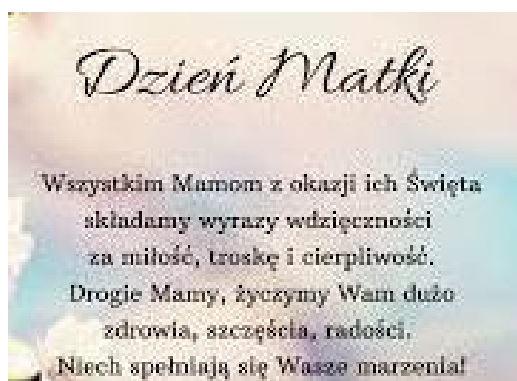 Dzień Matki
Wszystkim Mamom z okazji ich Święta
składamy wyrazy wdzięczności
za miłość, troskę i cierpliwość.
Drogie Mamy, życzymy Wam dużo
zdrowia, szczęścia, radości.
Niech spełniają się Wasze marzenia!